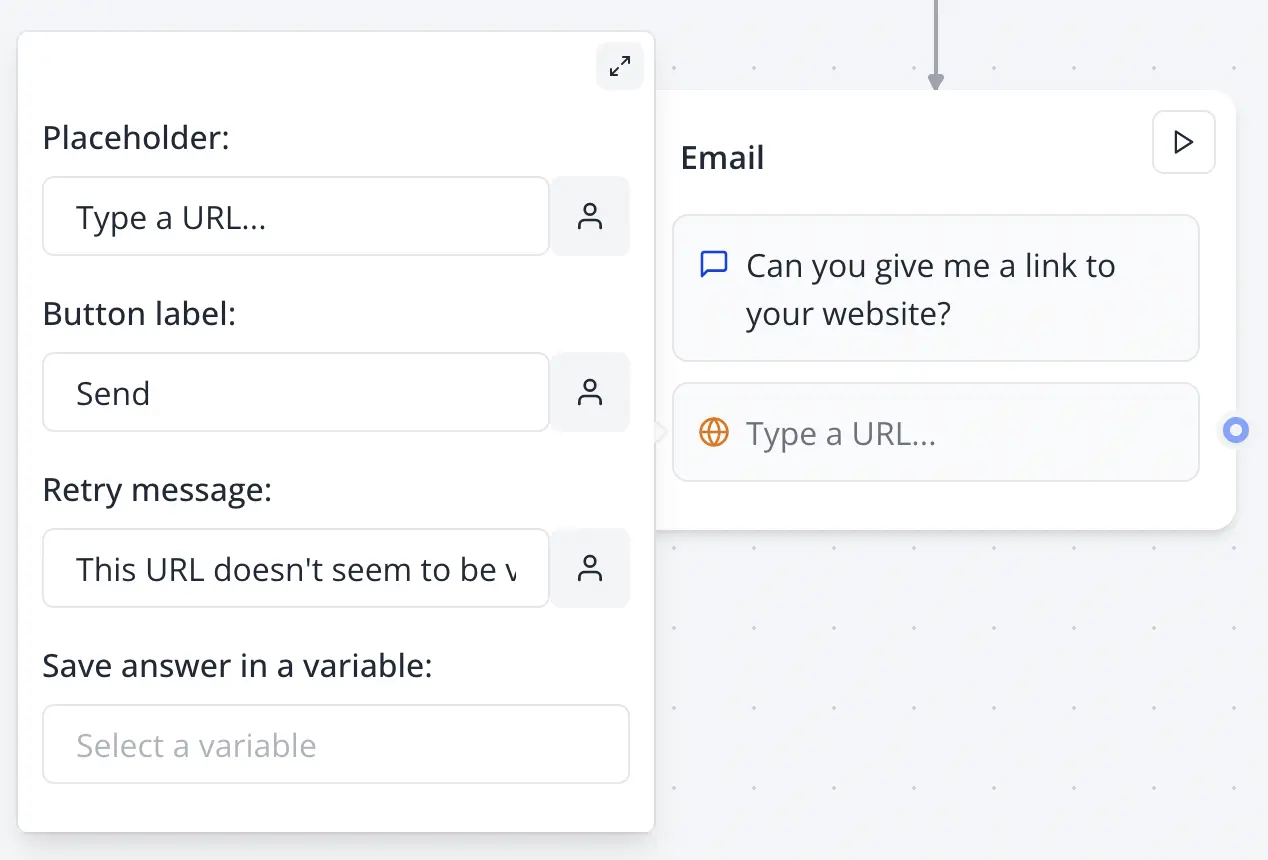 Placeholder:
Type a URL...
Button label:
Send
Retry message:
This URL doesn't seem to be
Save answer in a variable:
Select a variable
Email
Can you give me a link to
your website?
Type a URL...